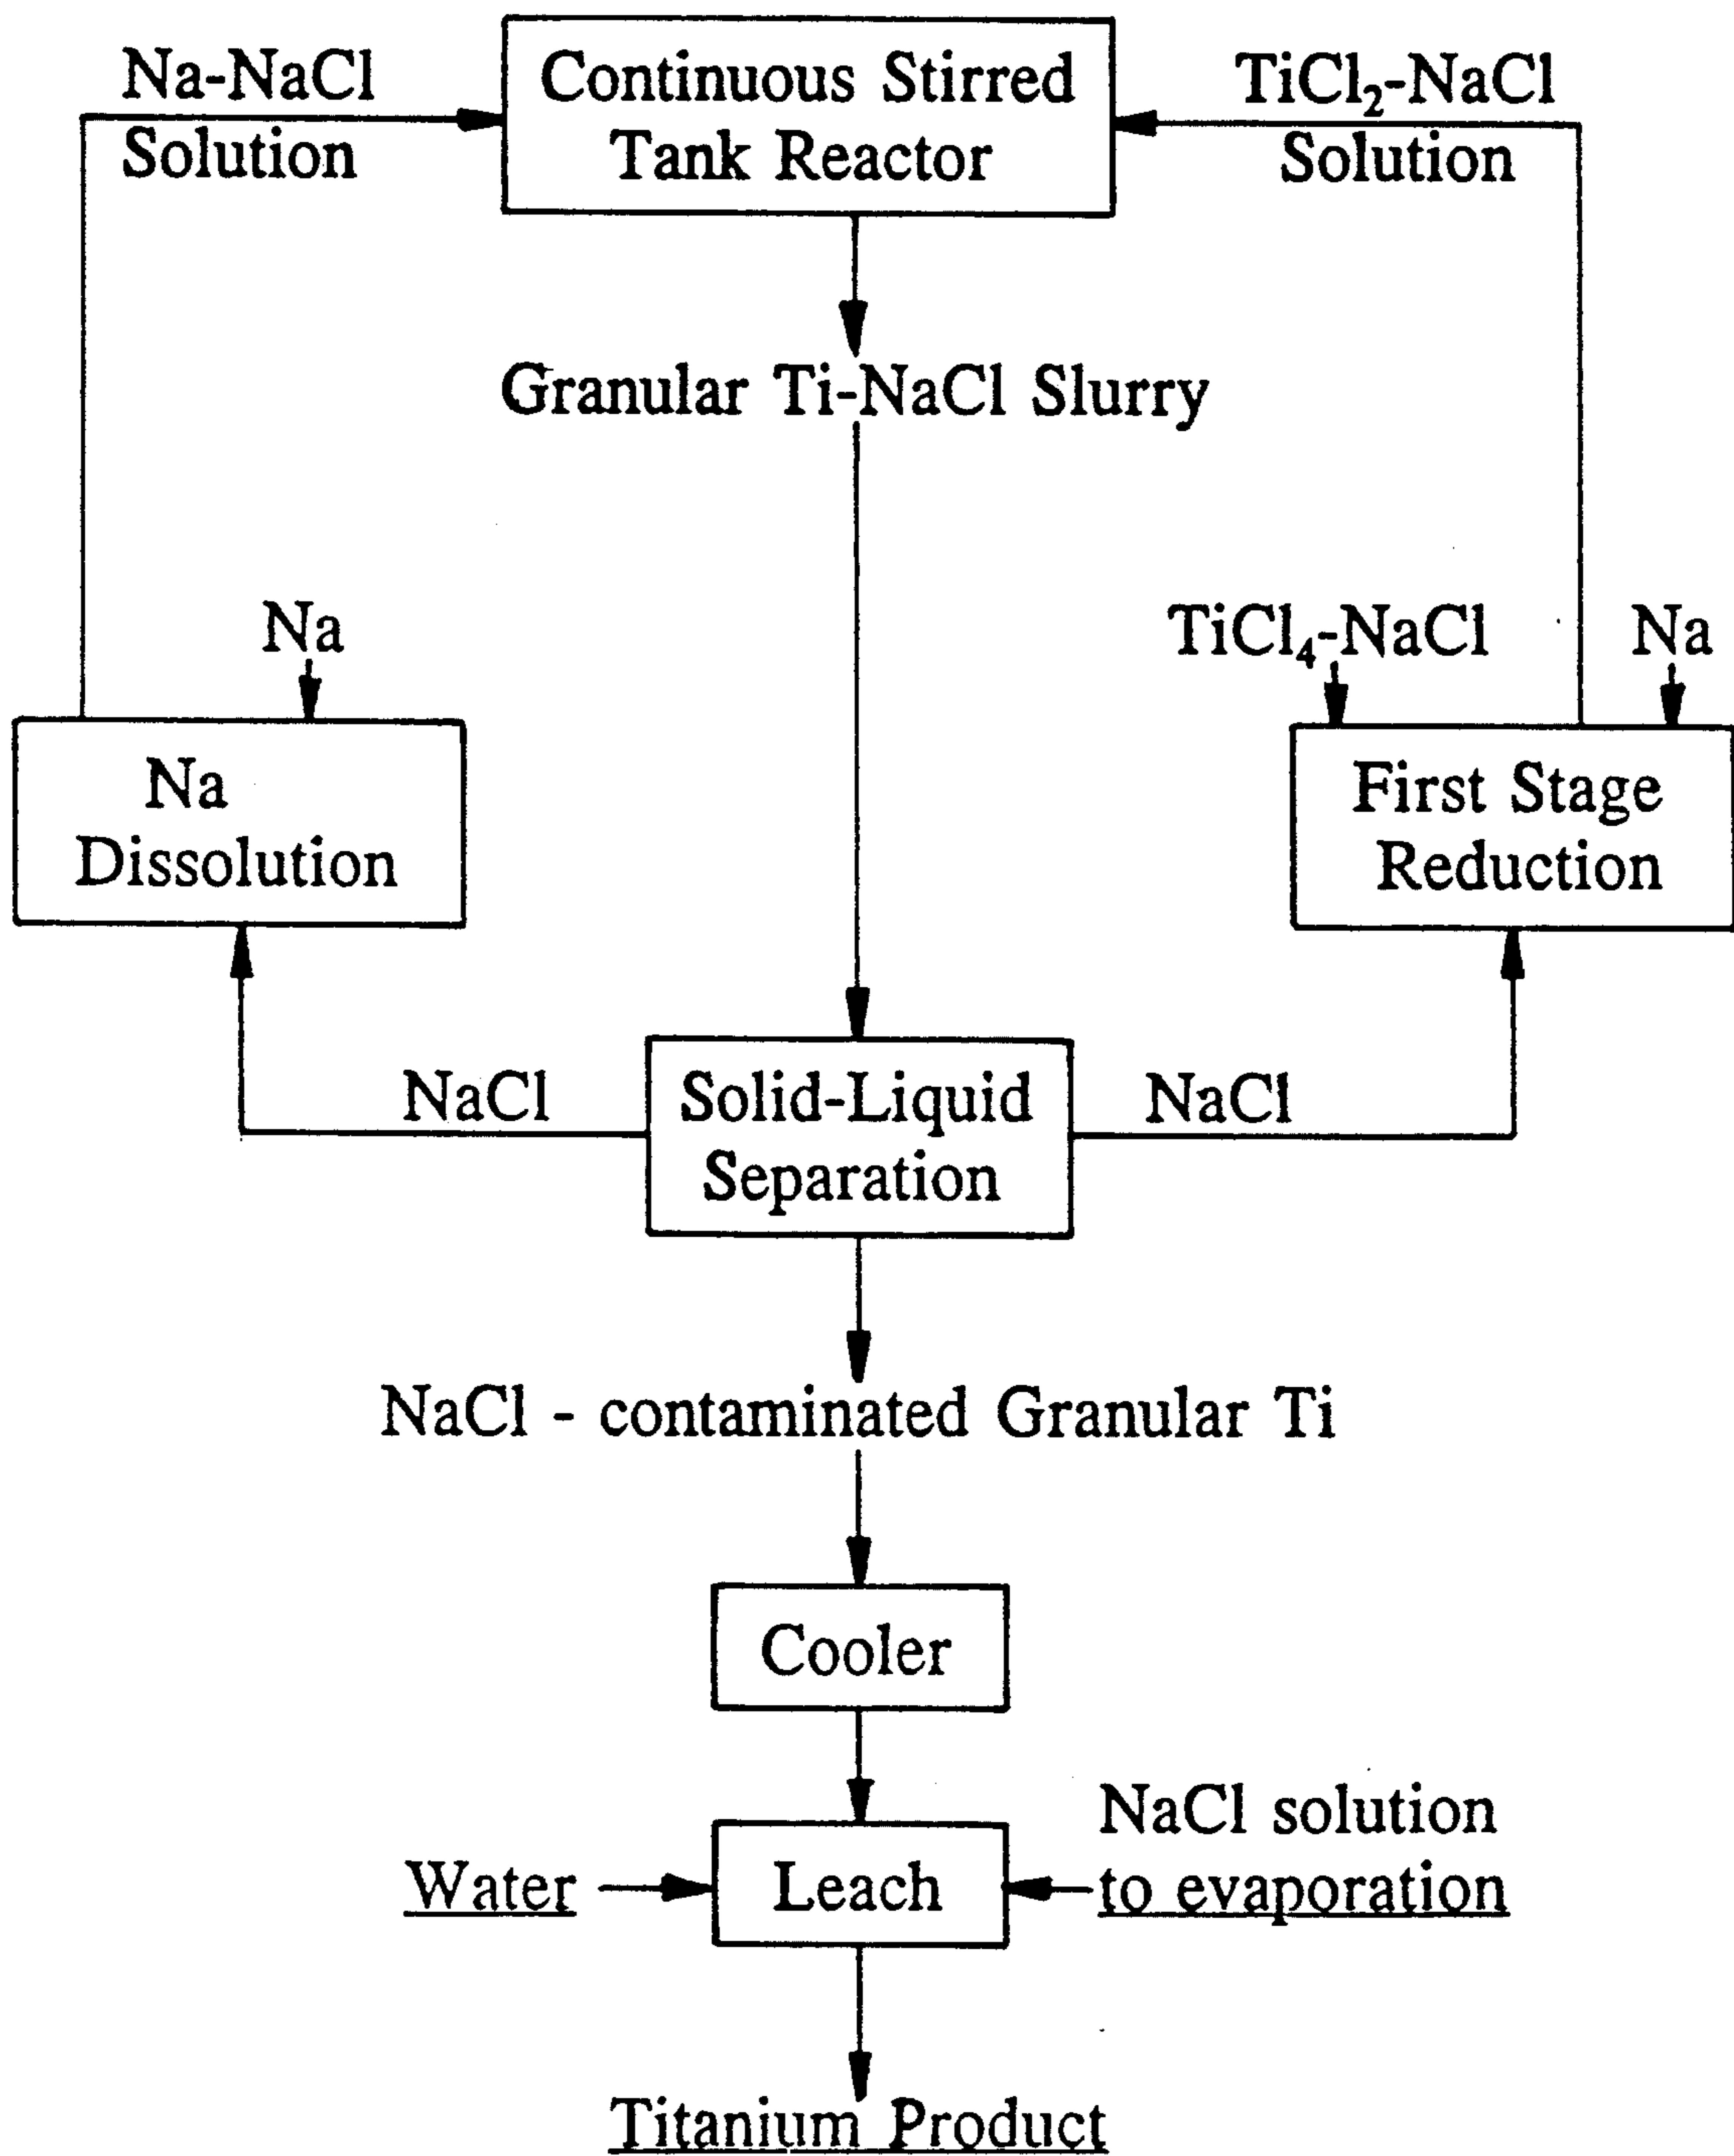 Na-NaCl
Solution
Continuous Stirred
Tank Reactor
TiCl₂-NaCl
Solution
Granular Ti-NaCl Slurry
Na
TiCl₄-NaCl
Na
Na
Dissolution
First Stage
Reduction
NaCl
Solid-Liquid
Separation
NaCl
NaCl - contaminated Granular Ti
Cooler
Water
Leach
NaCl solution
to evaporation
Titanium Product